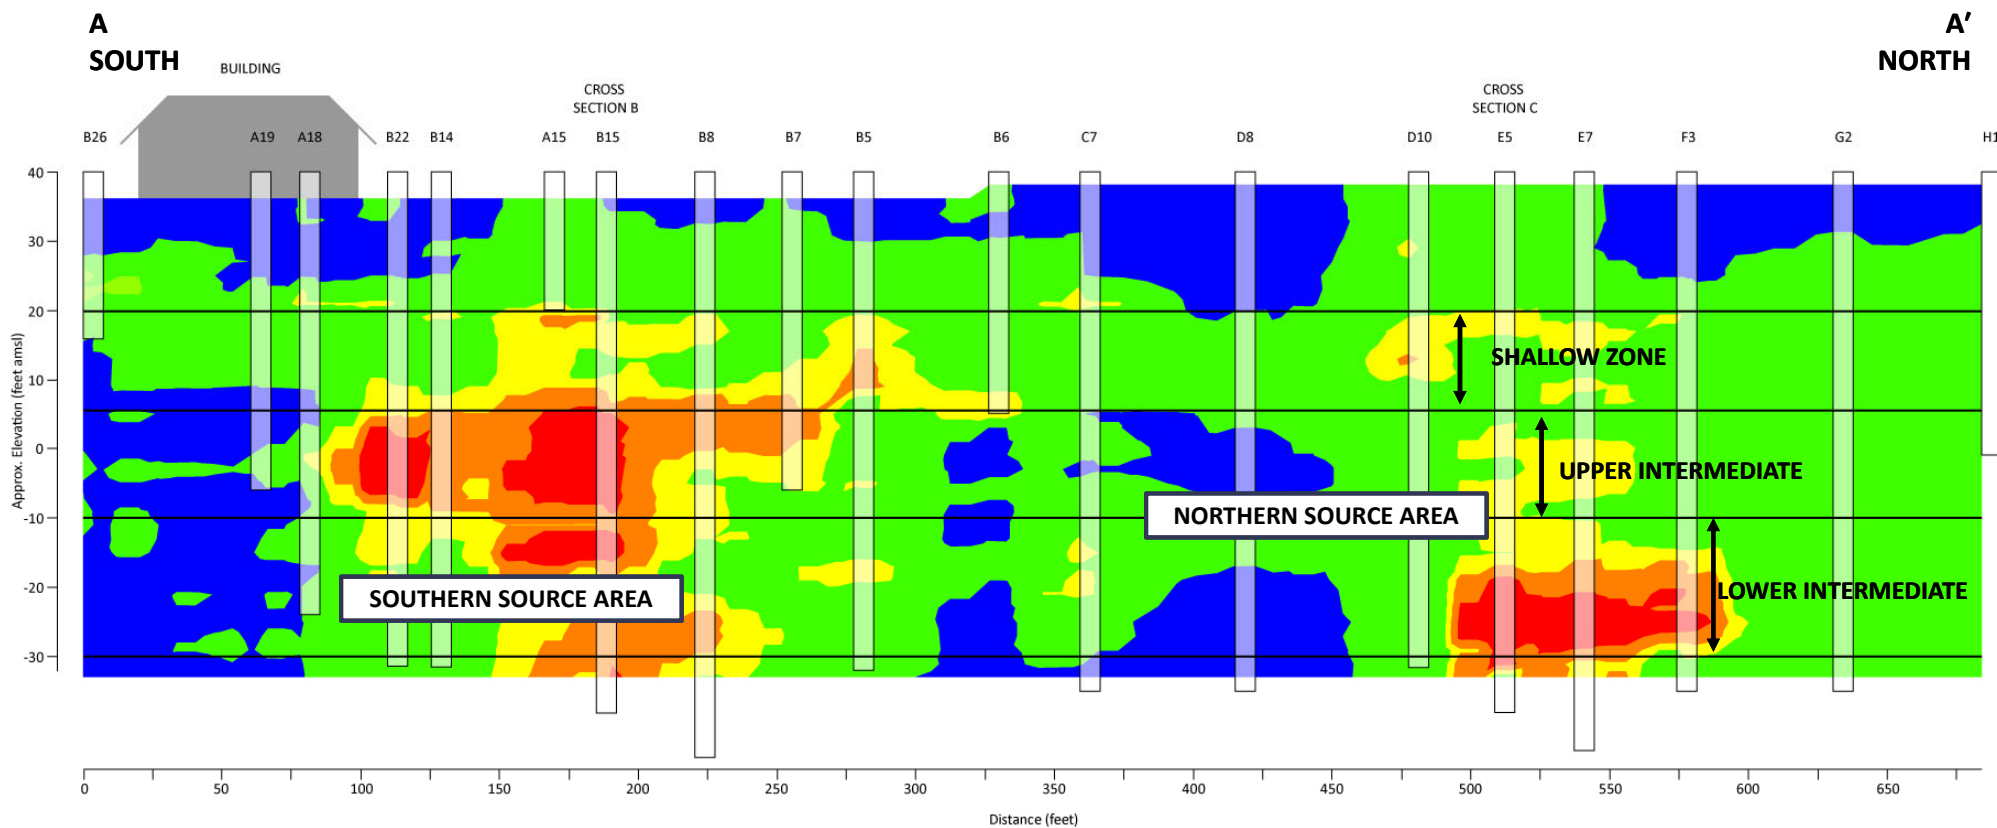 A
A′
SOUTH
NORTH
BUILDING
CROSS
SECTION B
CROSS
SECTION C
B26 A19 A18 B22 B14 A15 B15 B8 B7 B5 B6 C7 D8 D10 E5 E7 F3 G2 H1
40
30
20
10
0
-10
-20
-30
Approx. Elevation (feet amsl)
SHALLOW ZONE
UPPER INTERMEDIATE
NORTHERN SOURCE AREA
LOWER INTERMEDIATE
SOUTHERN SOURCE AREA
0 50 100 150 200 250 300 350 400 450 500 550 600 650
Distance (feet)